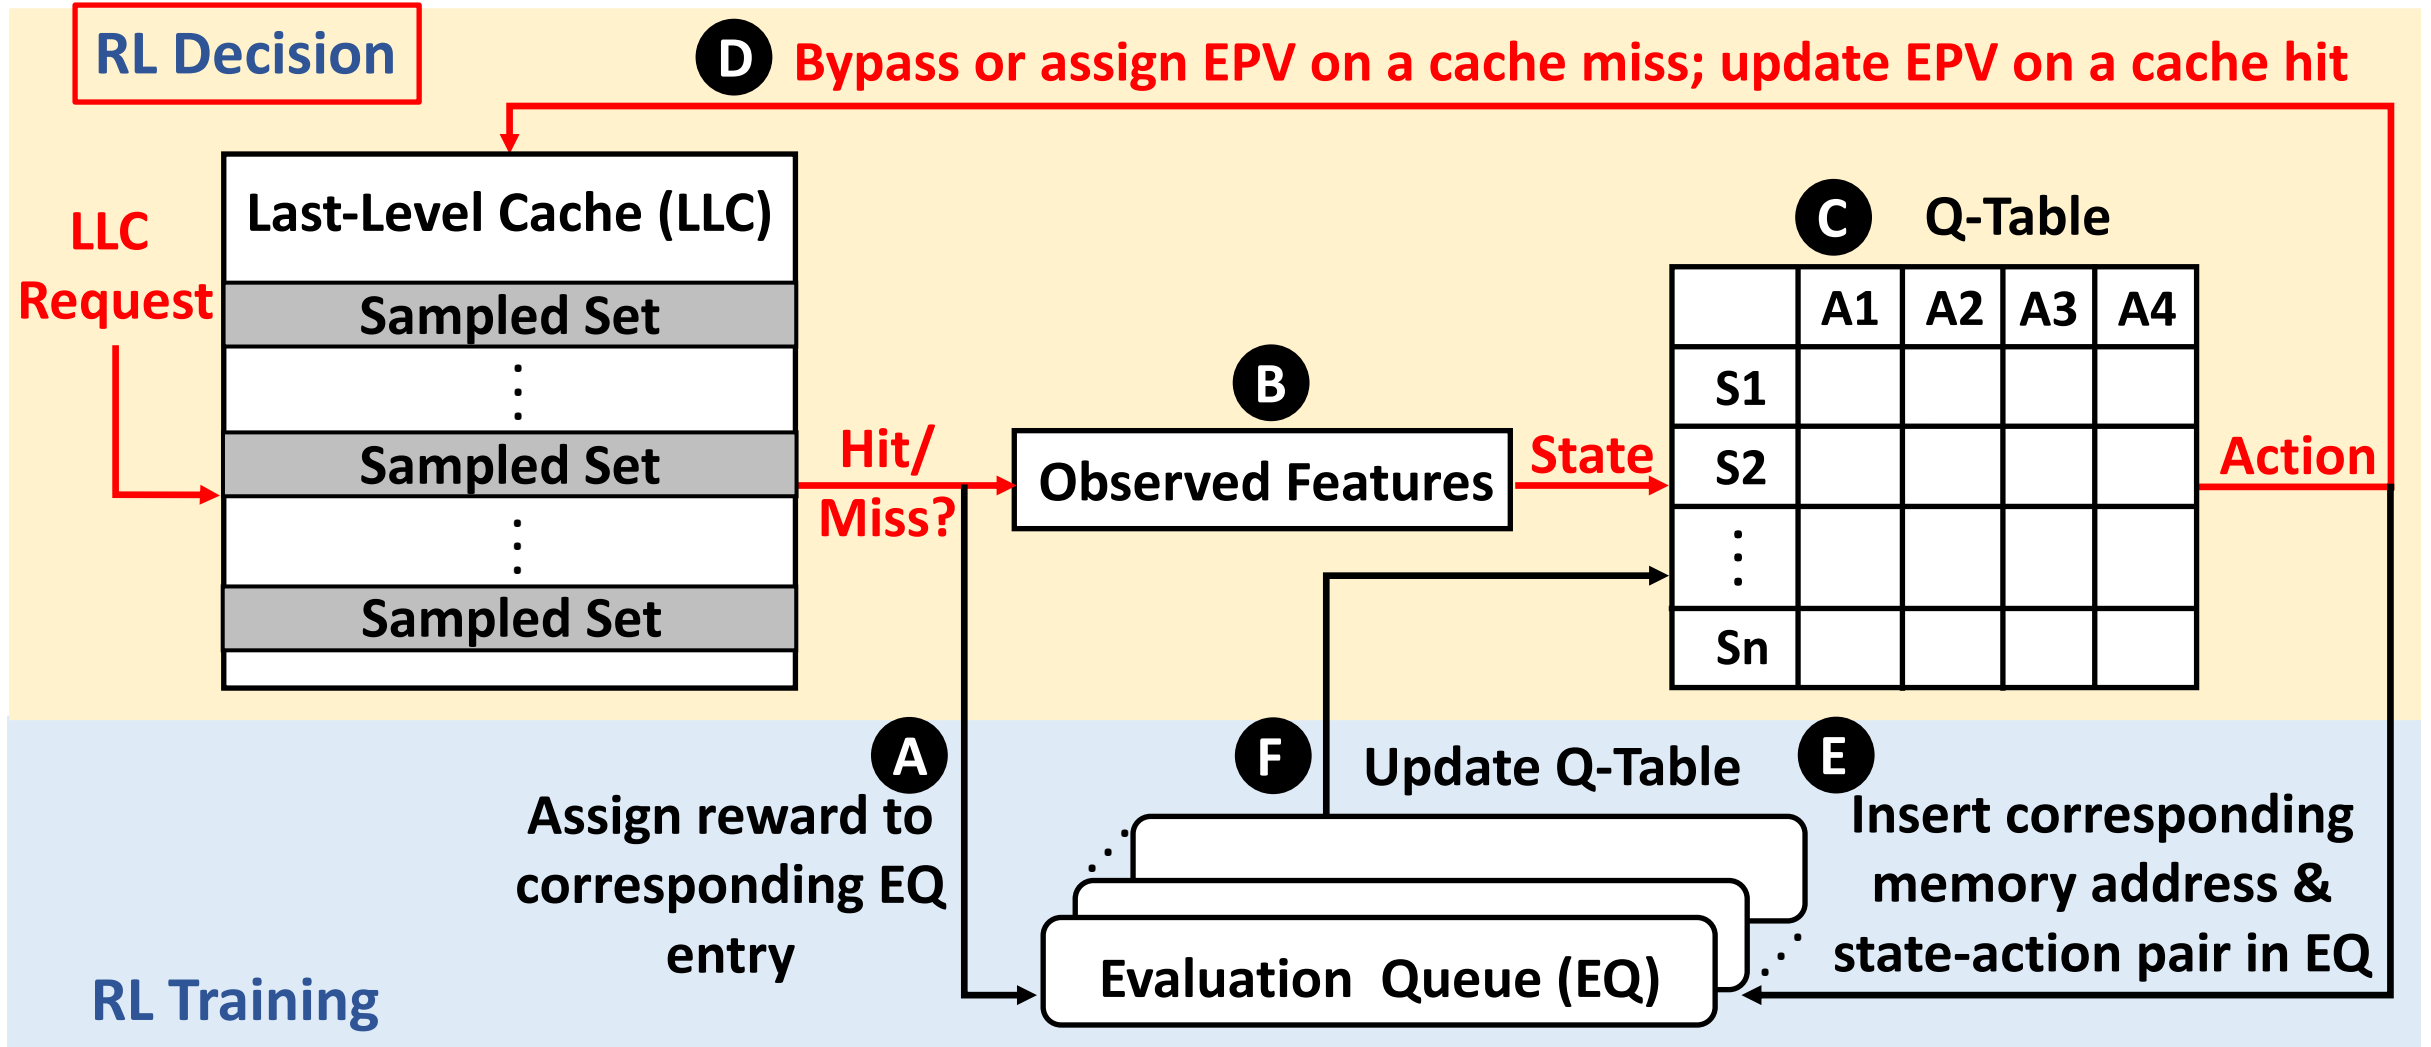 RL Decision
D Bypass or assign EPV on a cache miss; update EPV on a cache hit
LLC
Request
Last-Level Cache (LLC)
Sampled Set
Sampled Set
Sampled Set
Hit/
Miss?
B
Observed Features
State
C Q-Table
A1 A2 A3 A4
S1
S2
Sn
Action
A
Assign reward to
corresponding EQ
entry
F Update Q-Table
E
Insert corresponding
memory address &
state-action pair in EQ
Evaluation Queue (EQ)
RL Training